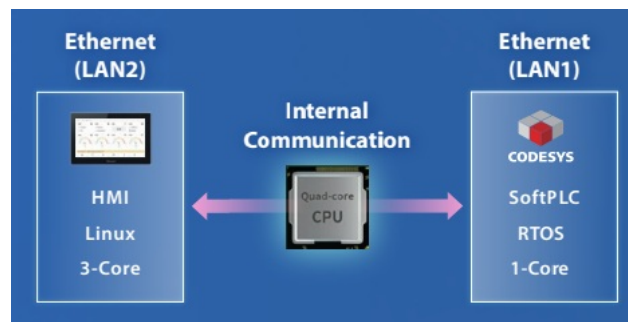 Ethernet
(LAN2)
HMI
Linux
3-Core
Internal
Communication
Quad-core
CPU
Ethernet
(LAN1)
CODESYS
SoftPLC
RTOS
1-Core